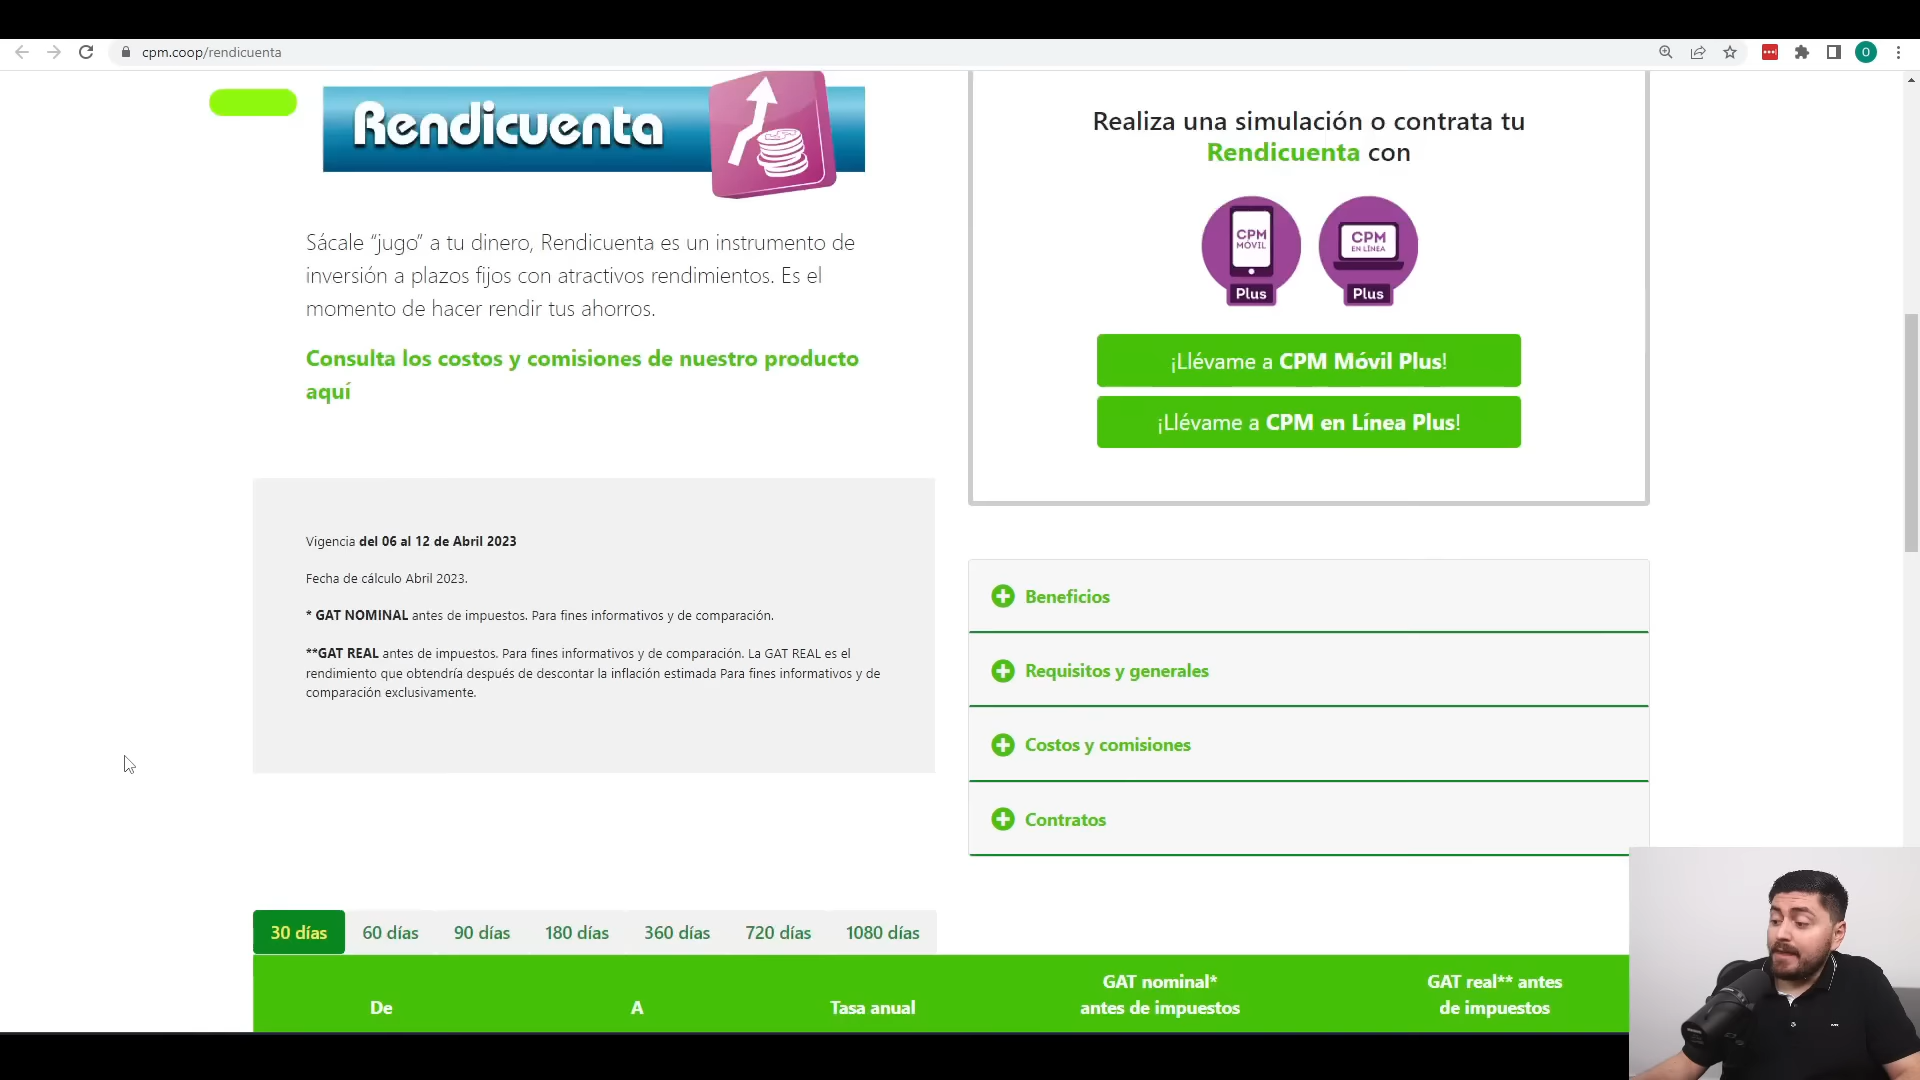 cpm.coop/rendicuenta
O
Rendicuenta
Sácale “jugo” a tu dinero, Rendicuenta es un instrumento de
inversión a plazos fijos con atractivos rendimientos. Es el
momento de hacer rendir tus ahorros.
Consulta los costos y comisiones de nuestro producto
aquí
Vigencia del 06 al 12 de Abril 2023
Fecha de cálculo Abril 2023.
* GAT NOMINAL antes de impuestos. Para fines informativos y de comparación.
**GAT REAL antes de impuestos. Para fines informativos y de comparación. La GAT REAL es el
rendimiento que obtendría después de descontar la inflación estimada Para fines informativos y de
comparación exclusivamente.
Realiza una simulación o contrata tu
Rendicuenta con
CPM
MÓVIL
Plus
CPM
EN LÍNEA
Plus
¡Llévame a CPM Móvil Plus!
¡Llévame a CPM en Línea Plus!
Beneficios
Requisitos y generales
Costos y comisiones
Contratos
30 días 60 días 90 días 180 días 360 días 720 días 1080 días
De A Tasa anual
GAT nominal*
antes de impuestos
GAT real** antes
de impuestos